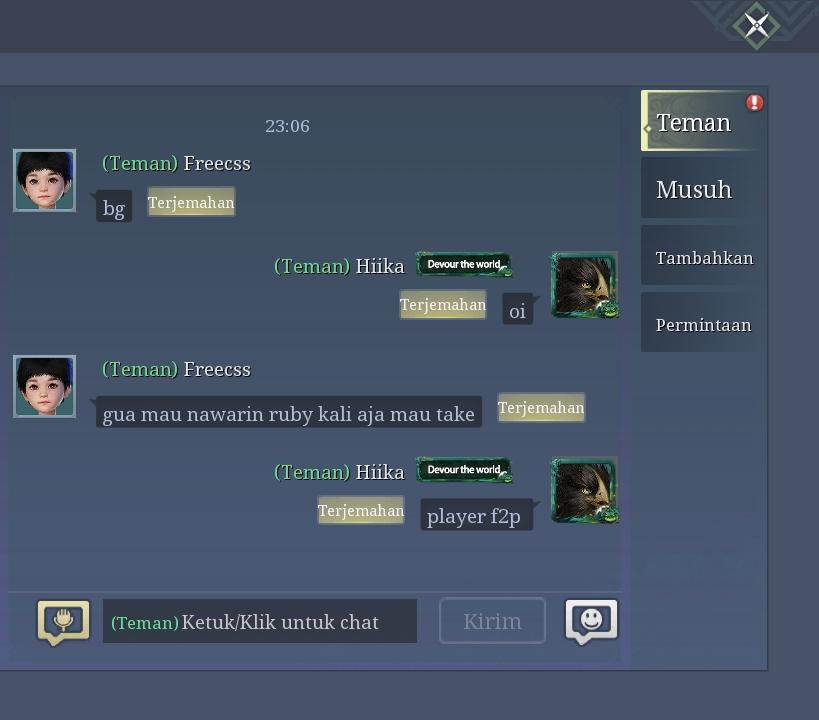 23:06
(Teman) Freecss
bg Terjemahan
(Teman) Hiika Devour the world
Terjemahan oi
(Teman) Freecss
gua mau nawarin ruby kali aja mau take Terjemahan
(Teman) Hiika Devour the world
Terjemahan player f2p
(Teman) Ketuk/Klik untuk chat Kirim
Teman
Musuh
Tambahkan
Permintaan